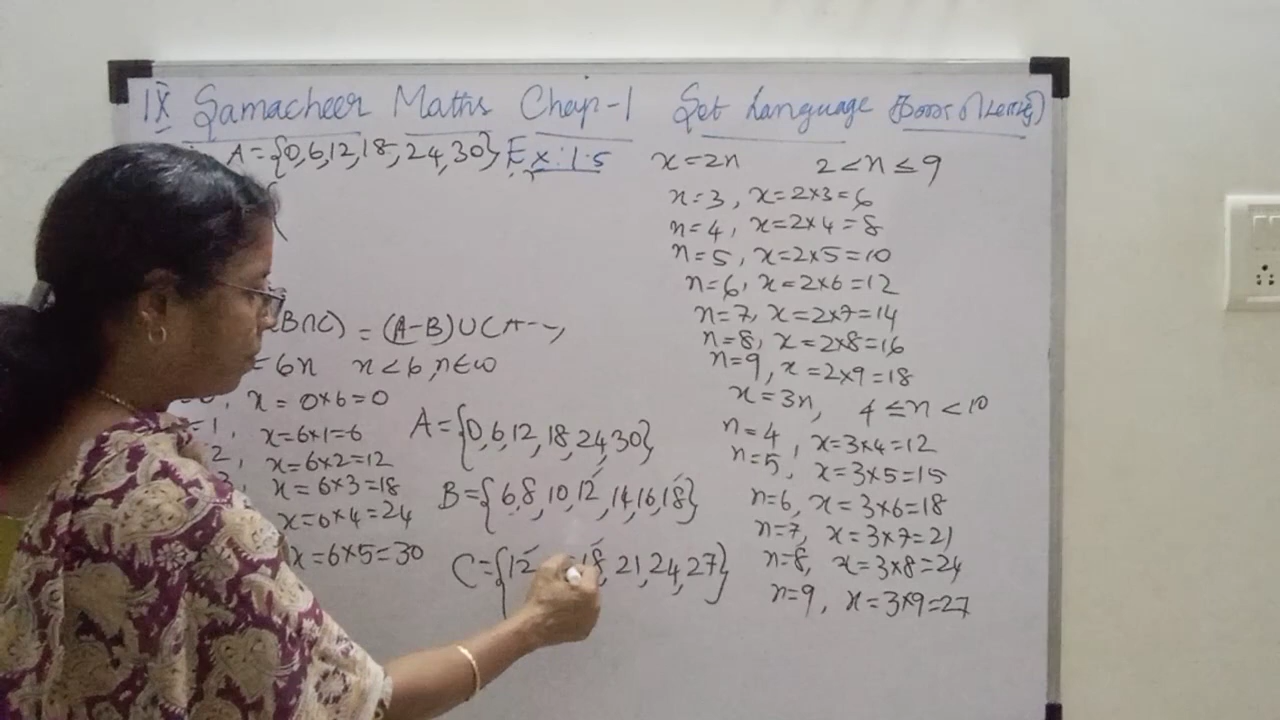 IX Samacheer Maths Chap-1 Set Language
A={0,6,12,18,24,30} Ex:1.5
B∩C) = (A-B)∪(A--,
=6n n<6, n∈W
x=0×6=0
=1, x=6×1=6
2, x=6×2=12
3, x=6×3=18
x=6×4=24
x=6×5=30
A={0,6,12,18,24,30}
B={6,8,10,12,14,16,18}
C={12 18,21,24,27}
x=2n 2<n≤9
n=3, x=2×3=6
n=4, x=2×4=8
n=5, x=2×5=10
n=6, x=2×6=12
n=7, x=2×7=14
n=8, x=2×8=16
n=9, x=2×9=18
x=3n, 4≤n<10
n=4, x=3×4=12
n=5, x=3×5=15
n=6, x=3×6=18
n=7, x=3×7=21
n=8, x=3×8=24
n=9, x=3×9=27